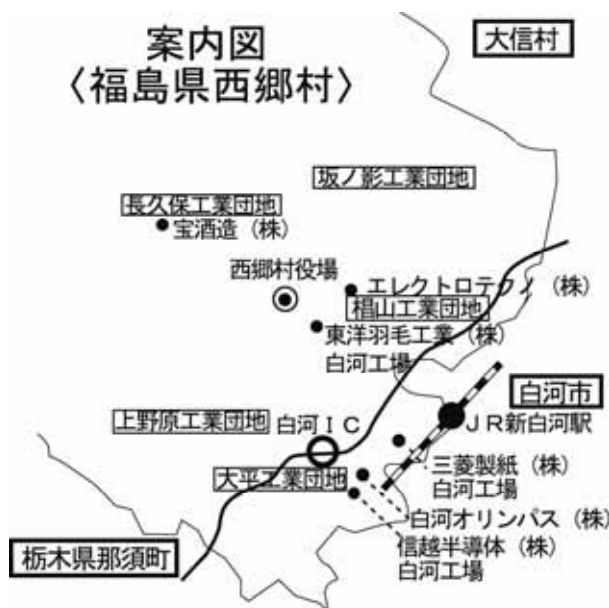 案内図
〈福島県西郷村〉
大信村
坂ノ影工業団地
長久保工業団地
宝酒造（株）
西郷村役場
エレクトロテクノ（株）
椙山工業団地
東洋羽毛工業（株）
白河工場
白河市
上野原工業団地
白河ＩＣ
ＪＲ新白河駅
三菱製紙（株）
白河工場
大平工業団地
白河オリンパス（株）
信越半導体（株）
白河工場
栃木県那須町